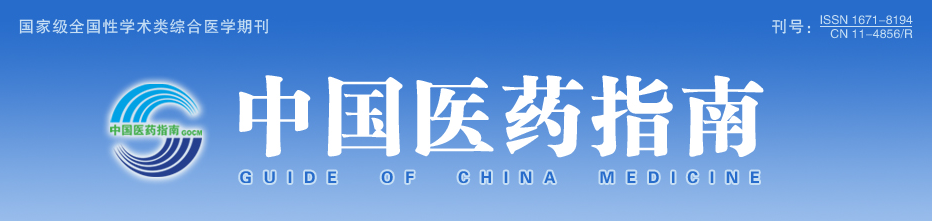 国家级全国性学术类综合医学期刊
刊号：ISSN 1671-8194
CN 11-4856/R
中国医药指南 GOCM
中国医药指南
GUIDE OF CHINA MEDICINE